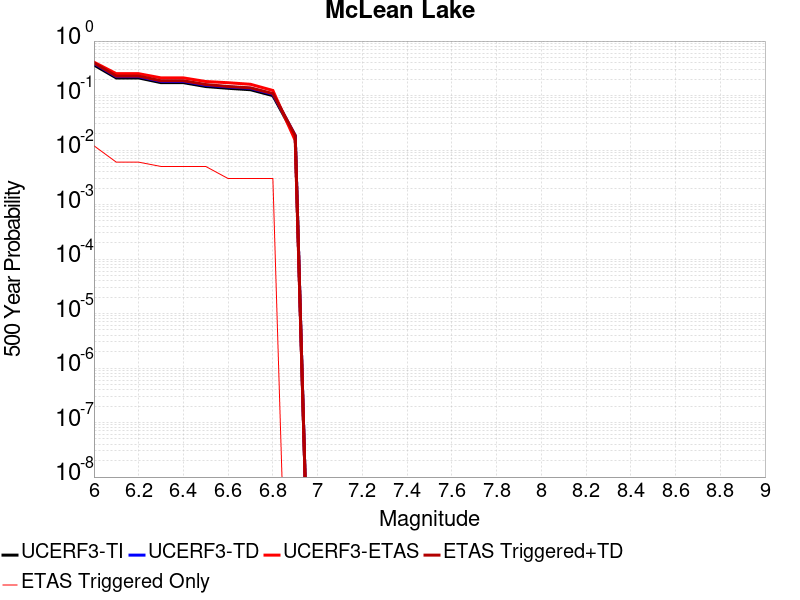 McLean Lake
10^0
10^-1
10^-2
10^-3
10^-4
10^-5
10^-6
10^-7
10^-8
500 Year Probability
6 6.2 6.4 6.6 6.8 7 7.2 7.4 7.6 7.8 8 8.2 8.4 8.6 8.8 9
Magnitude
UCERF3-TI UCERF3-TD UCERF3-ETAS ETAS Triggered+TD
ETAS Triggered Only